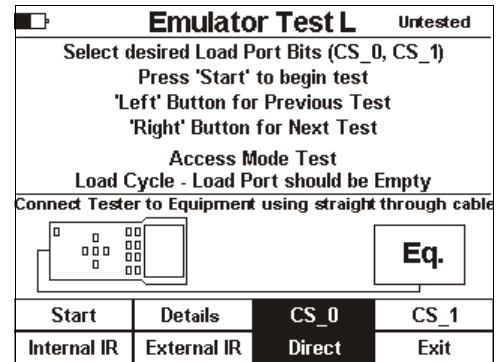 Emulator Test L Untested
Select desired Load Port Bits (CS_0, CS_1)
Press 'Start' to begin test
'Left' Button for Previous Test
'Right' Button for Next Test
Access Mode Test
Load Cycle - Load Port should be Empty
Connect Tester to Equipment using straight through cable
Eq.
Start Details CS_0 CS_1
Internal IR External IR Direct Exit